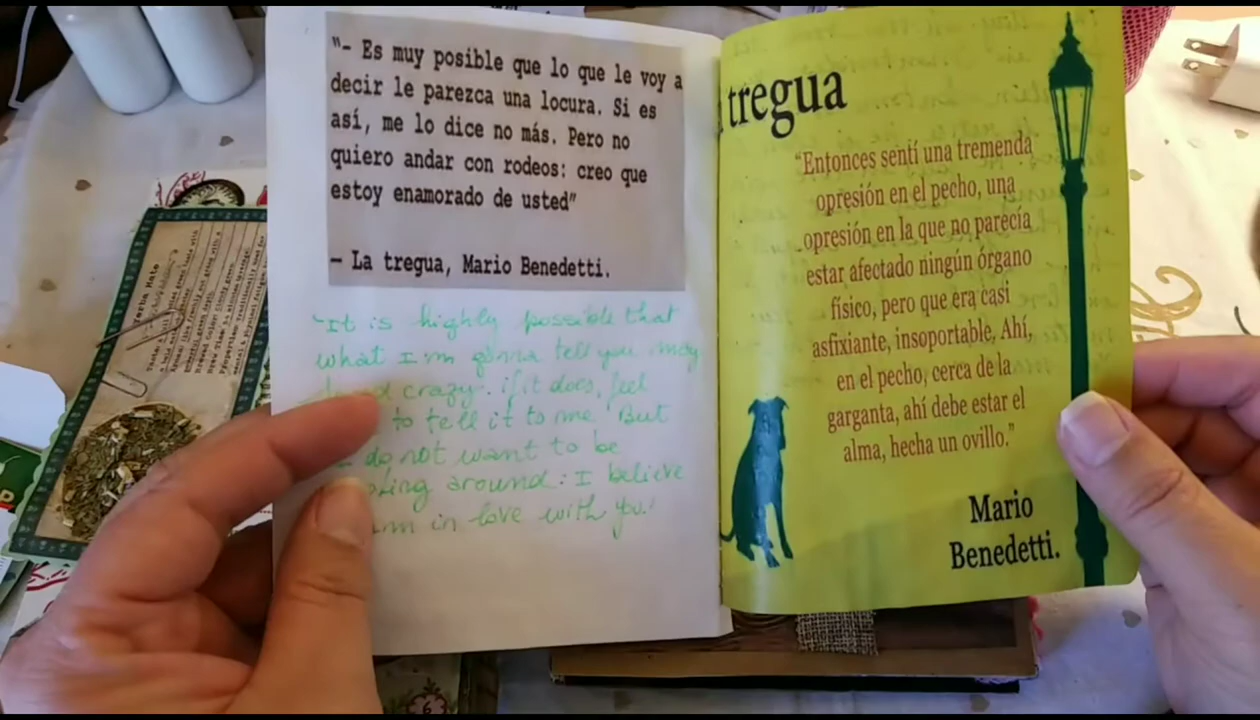 "– Es muy posible que lo que le voy a
decir le parezca una locura. Si es
así, me lo dice no más. Pero no
quiero andar con rodeos: creo que
estoy enamorado de usted"
– La tregua, Mario Benedetti.
"It is highly possible that
what I'm gonna tell you may
crazy. if it does, feel
to tell it to me. But
do not want to be
around: I believe
in love with you."
tregua
"Entonces sentí una tremenda
opresión en el pecho, una
opresión en la que no parecía
estar afectado ningún órgano
físico, pero que era casi
asfixiante, insoportable. Ahí,
en el pecho, cerca de la
garganta, ahí debe estar el
alma, hecha un ovillo."
Mario
Benedetti.
Yerba Mate
6